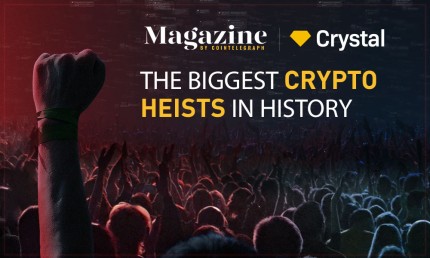 Magazine
BY COINTELEGRAPH
Crystal
THE BIGGEST CRYPTO
HEISTS IN HISTORY